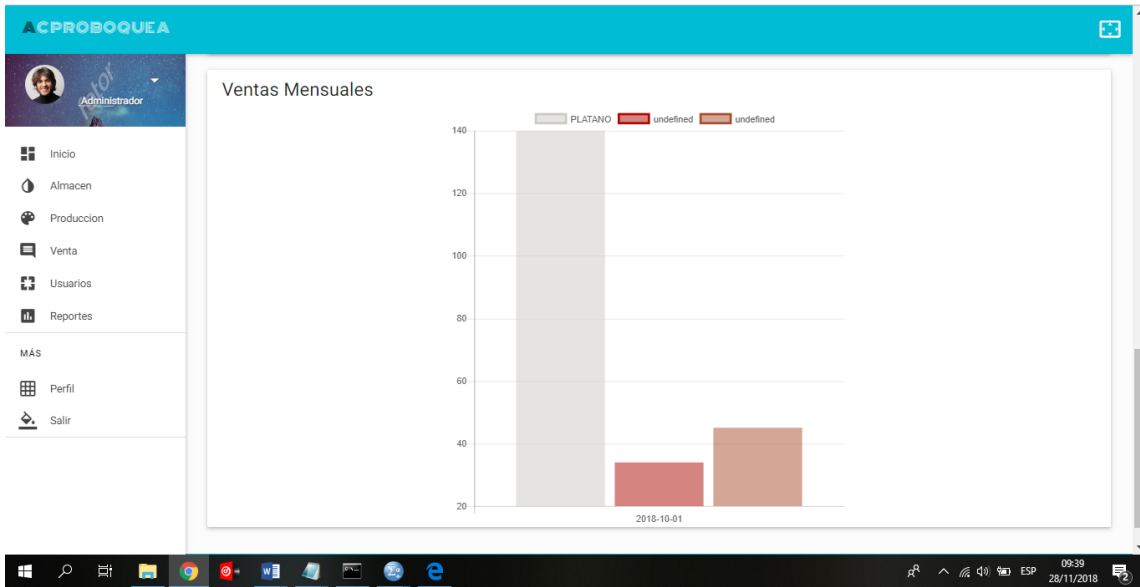 ACPROBOQUEA
Administrador
Inicio
Almacen
Produccion
Venta
Usuarios
Reportes
MÁS
Perfil
Salir
Ventas Mensuales
PLATANO undefined undefined
140
120
100
80
60
40
20
2018-10-01
ESP
09:39
28/11/2018
2